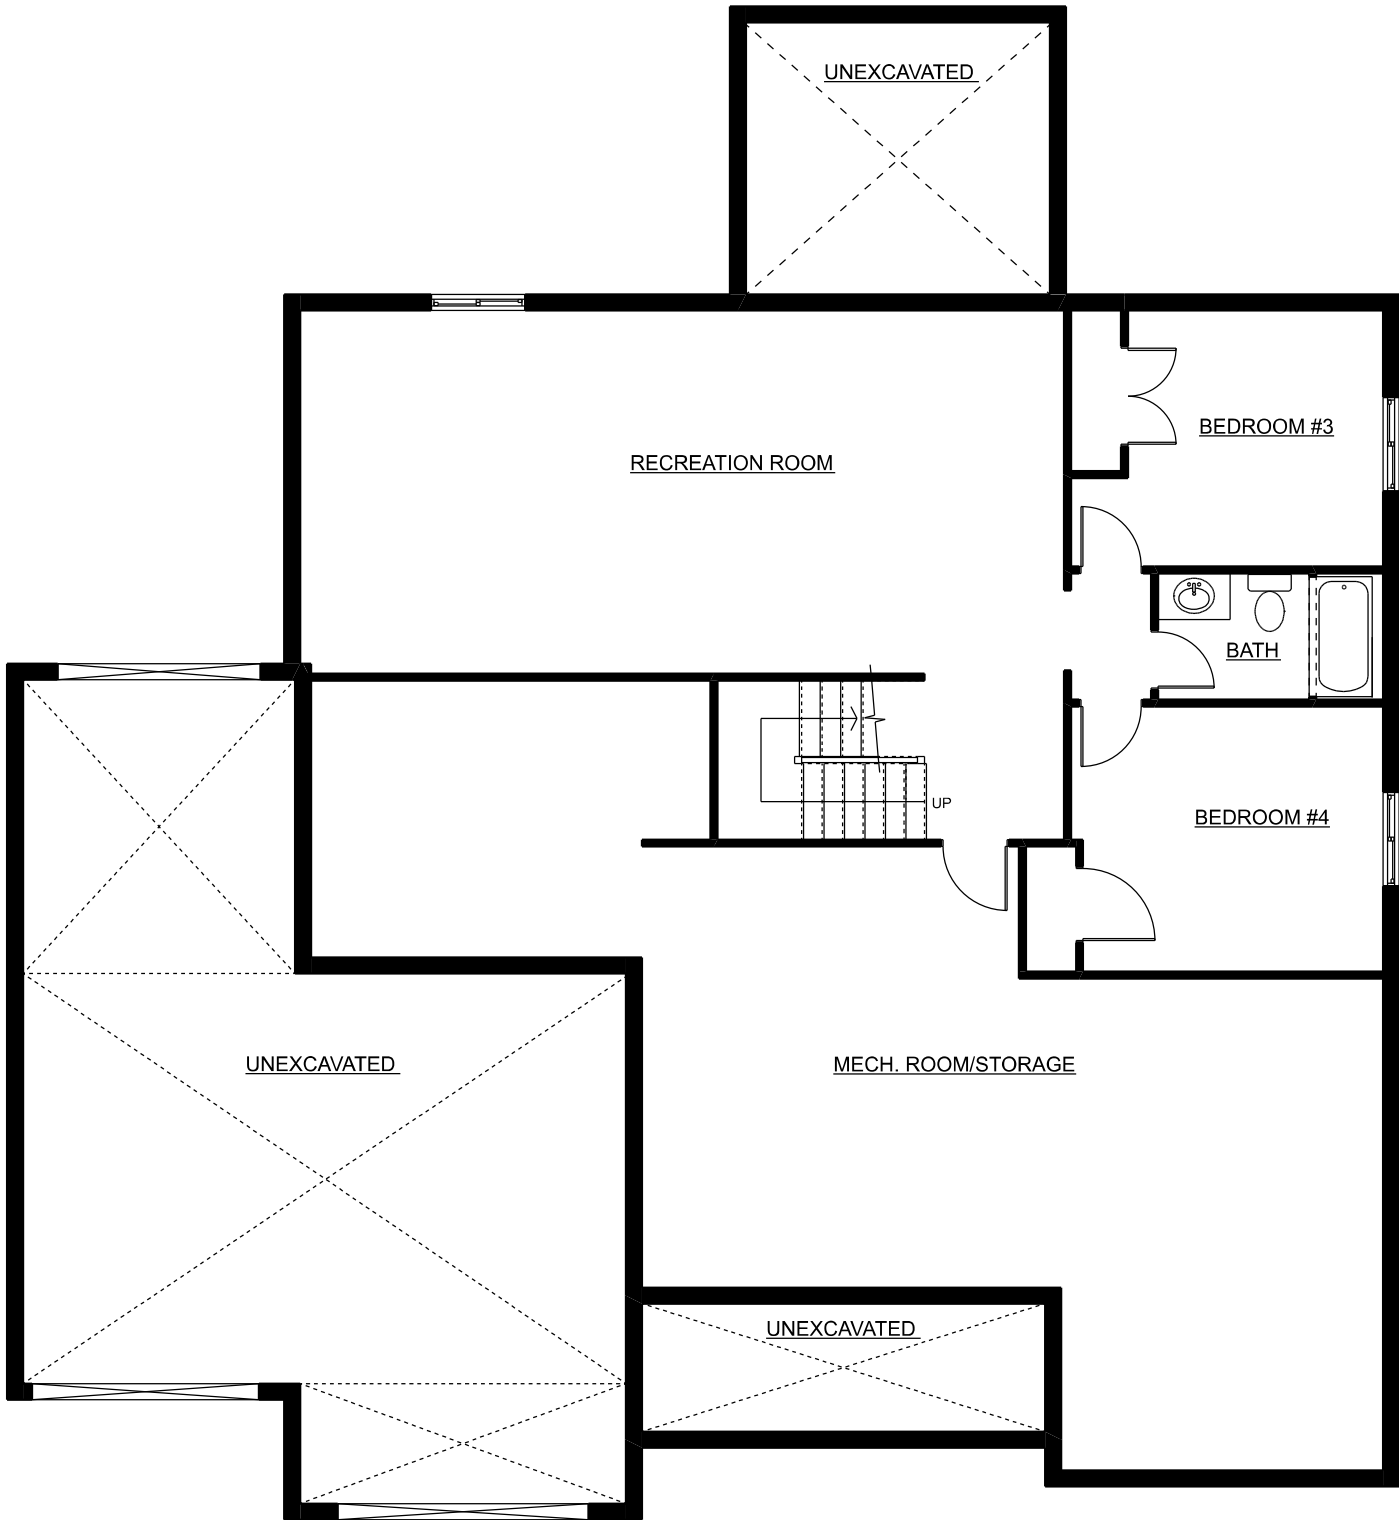 UNEXCAVATED
BEDROOM #3
RECREATION ROOM
BATH
UP
BEDROOM #4
UNEXCAVATED
MECH. ROOM/STORAGE
UNEXCAVATED